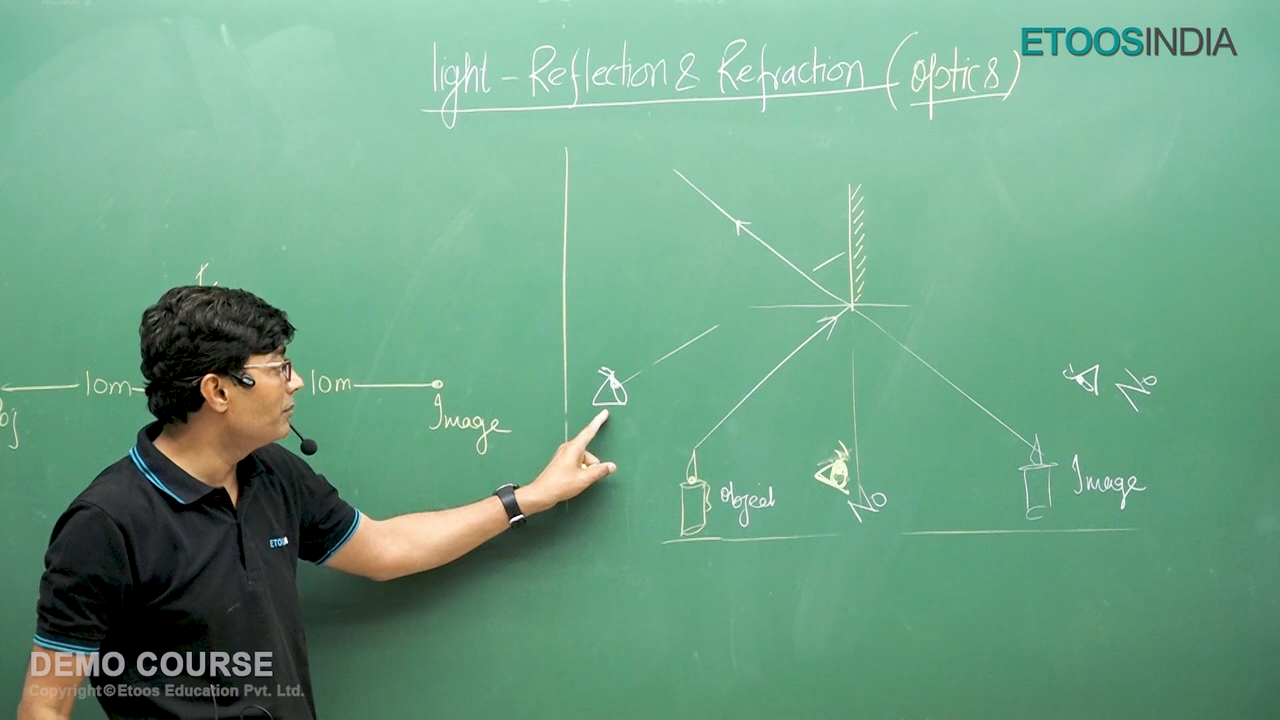 ETOOSINDIA
light - Reflection & Refraction (optics)
10m 10m
Image
Object
No
No
Image
ETOOS
DEMO COURSE
Copyright©Etoos Education Pvt. Ltd.